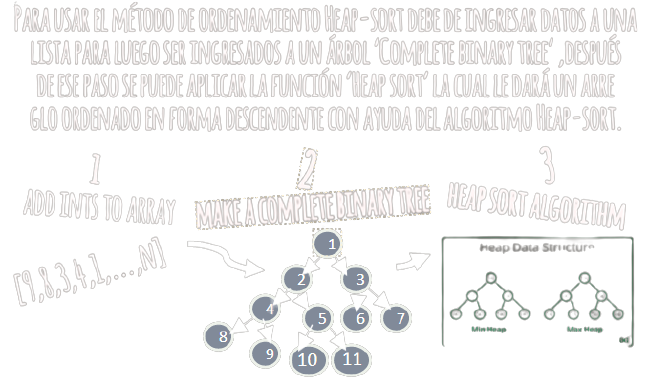 PARA USAR EL MÉTODO DE ORDENAMIENTO HEAP-SORT DEBE DE INGRESAR DATOS A UNA
LISTA PARA LUEGO SER INGRESADOS A UN ÁRBOL 'COMPLETE BINARY TREE' ,DESPUÉS
DE ESE PASO SE PUEDE APLICAR LA FUNCIÓN 'HEAP SORT' LA CUAL LE DARÁ UN ARRE
GLO ORDENADO EN FORMA DESCENDENTE CON AYUDA DEL ALGORITMO HEAP-SORT.
1
ADD INTS TO ARRAY
[9,8,3,4,1,...,N]
2
MAKE A COMPLETE BINARY TREE
1
2 3
4 5 6 7
8 9 10 11
3
HEAP SORT ALGORITHM
Heap Data Structure
Min Heap Max Heap